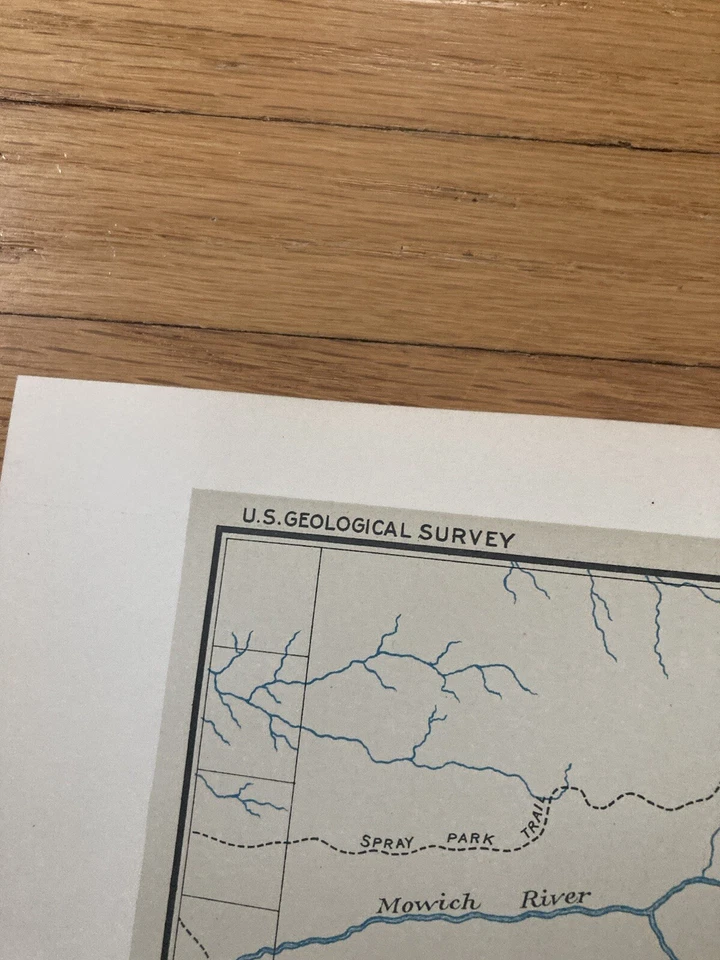 U.S.GEOLOGICAL SURVEY
SPRAY PARK TRAIL
Mowich River